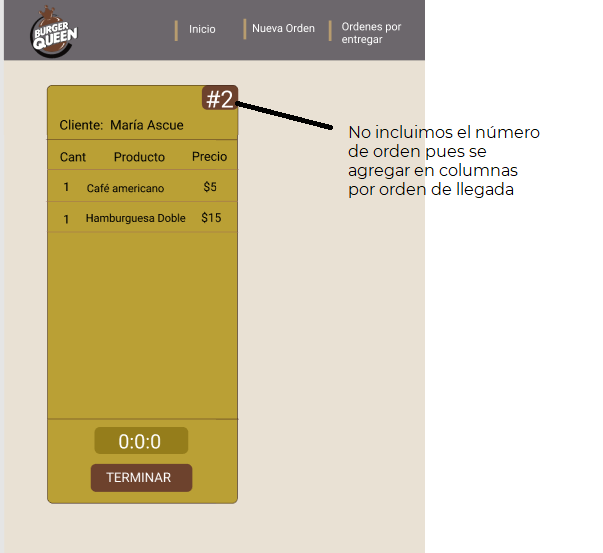 BURGER
QUEEN
Inicio
Nueva Orden
Ordenes por
entregar
#2
Cliente: María Ascue
Cant Producto Precio
1 Café americano $5
1 Hamburguesa Doble $15
0:0:0
TERMINAR
No incluimos el número
de orden pues se
agregar en columnas
por orden de llegada